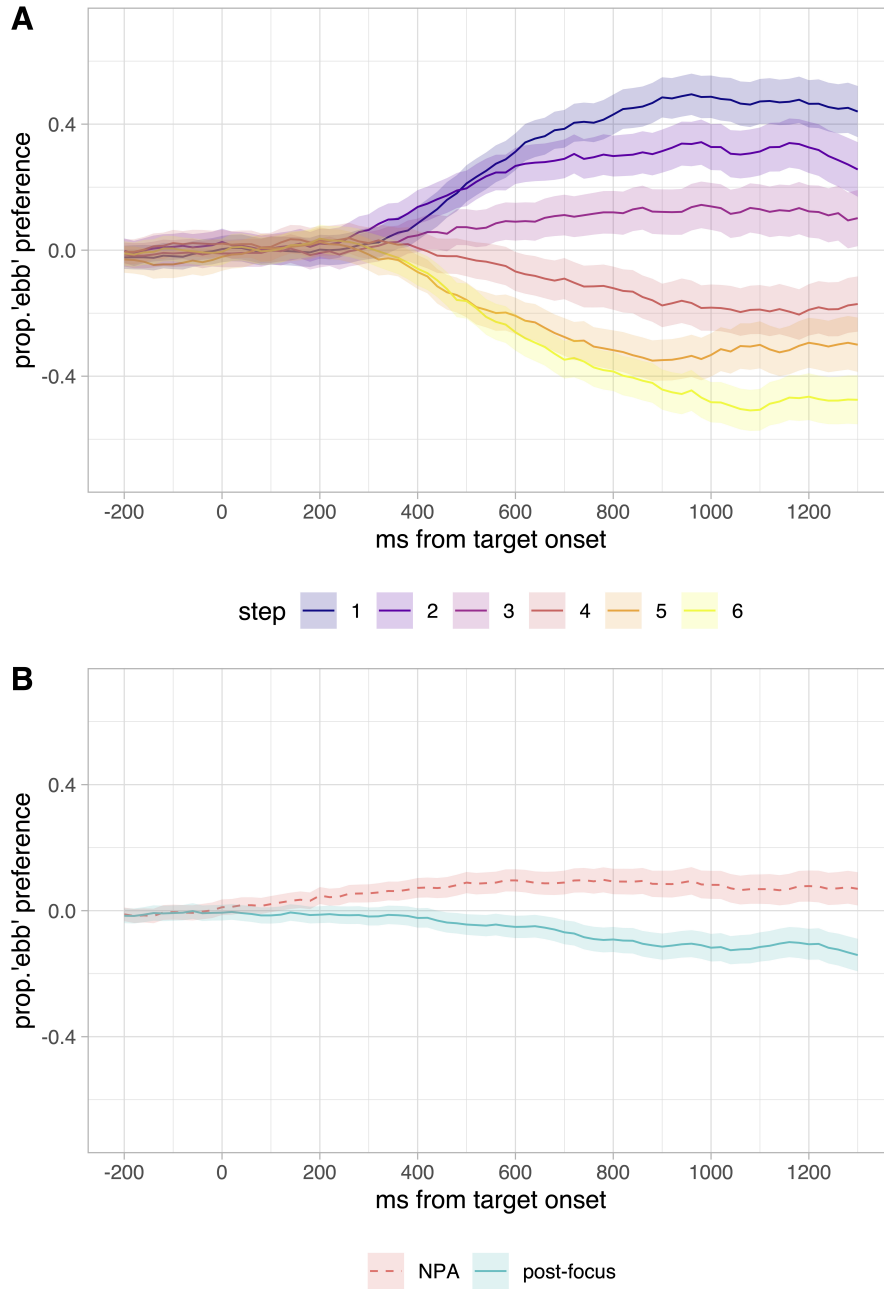 A
prop.'ebb' preference
0.4
0.0
-0.4
-200 0 200 400 600 800 1000 1200
ms from target onset
step 1 2 3 4 5 6
B
prop.'ebb' preference
0.4
0.0
-0.4
-200 0 200 400 600 800 1000 1200
ms from target onset
NPA post-focus